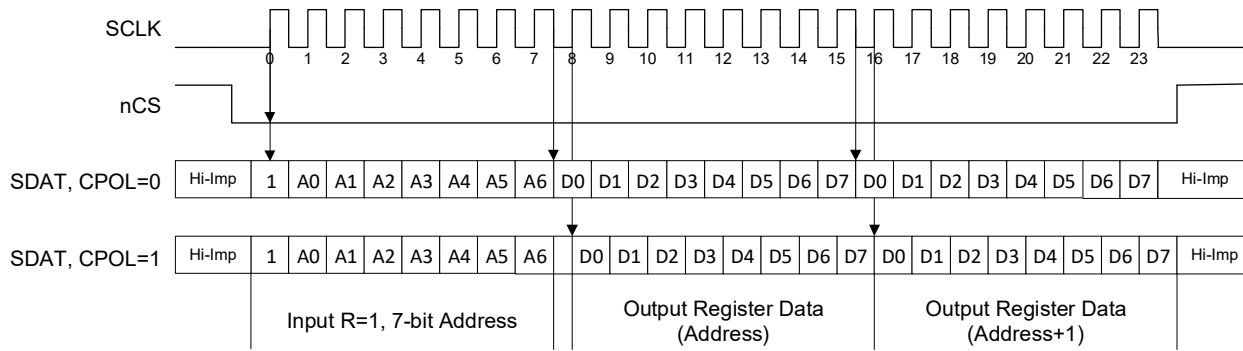 SCLK
0 1 2 3 4 5 6 7 8 9 10 11 12 13 14 15 16 17 18 19 20 21 22 23
nCS
SDAT, CPOL=0 Hi-Imp 1 A0 A1 A2 A3 A4 A5 A6 D0 D1 D2 D3 D4 D5 D6 D7 D0 D1 D2 D3 D4 D5 D6 D7 Hi-Imp
SDAT, CPOL=1 Hi-Imp 1 A0 A1 A2 A3 A4 A5 A6 D0 D1 D2 D3 D4 D5 D6 D7 D0 D1 D2 D3 D4 D5 D6 D7 Hi-Imp
Input R=1, 7-bit Address
Output Register Data
(Address)
Output Register Data
(Address+1)